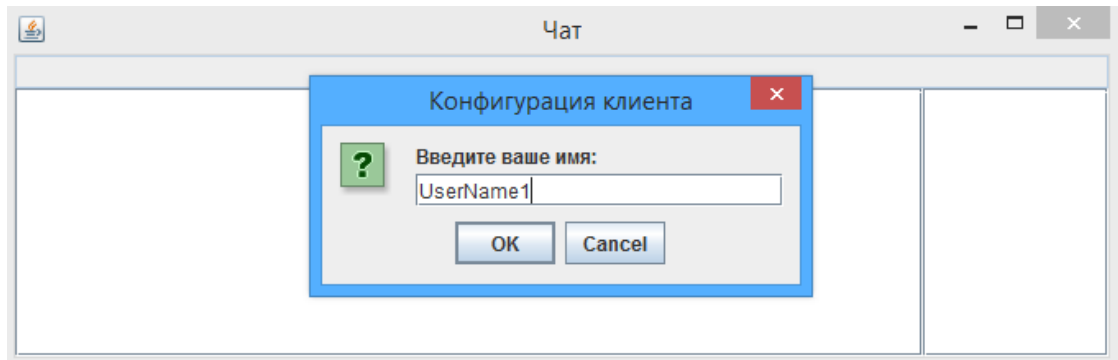 Чат
Конфигурация клиента
Введите ваше имя:
UserName1
OK Cancel